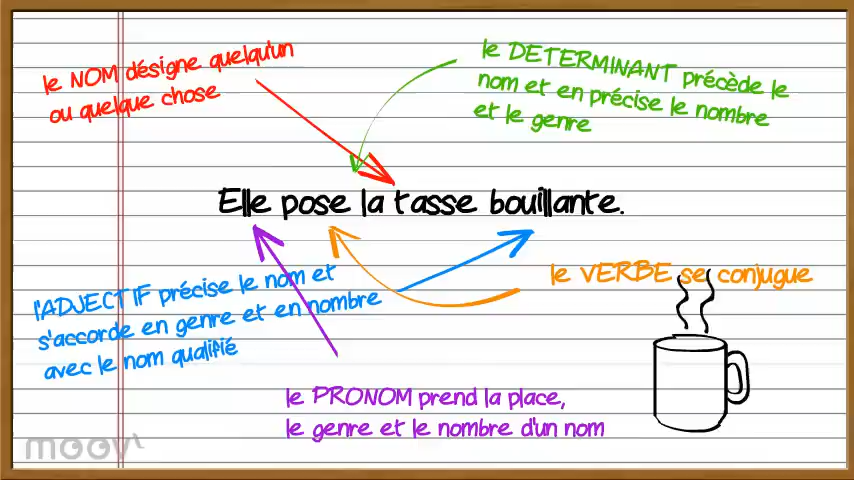 le NOM désigne quelqu'un
ou quelque chose
le DETERMINANT précède le
nom et en précise le nombre
et le genre
Elle pose la tasse bouillante.
l'ADJECTIF précise le nom et
s'accorde en genre et en nombre
avec le nom qualifié
le VERBE se conjugue
le PRONOM prend la place,
le genre et le nombre d'un nom
moovly